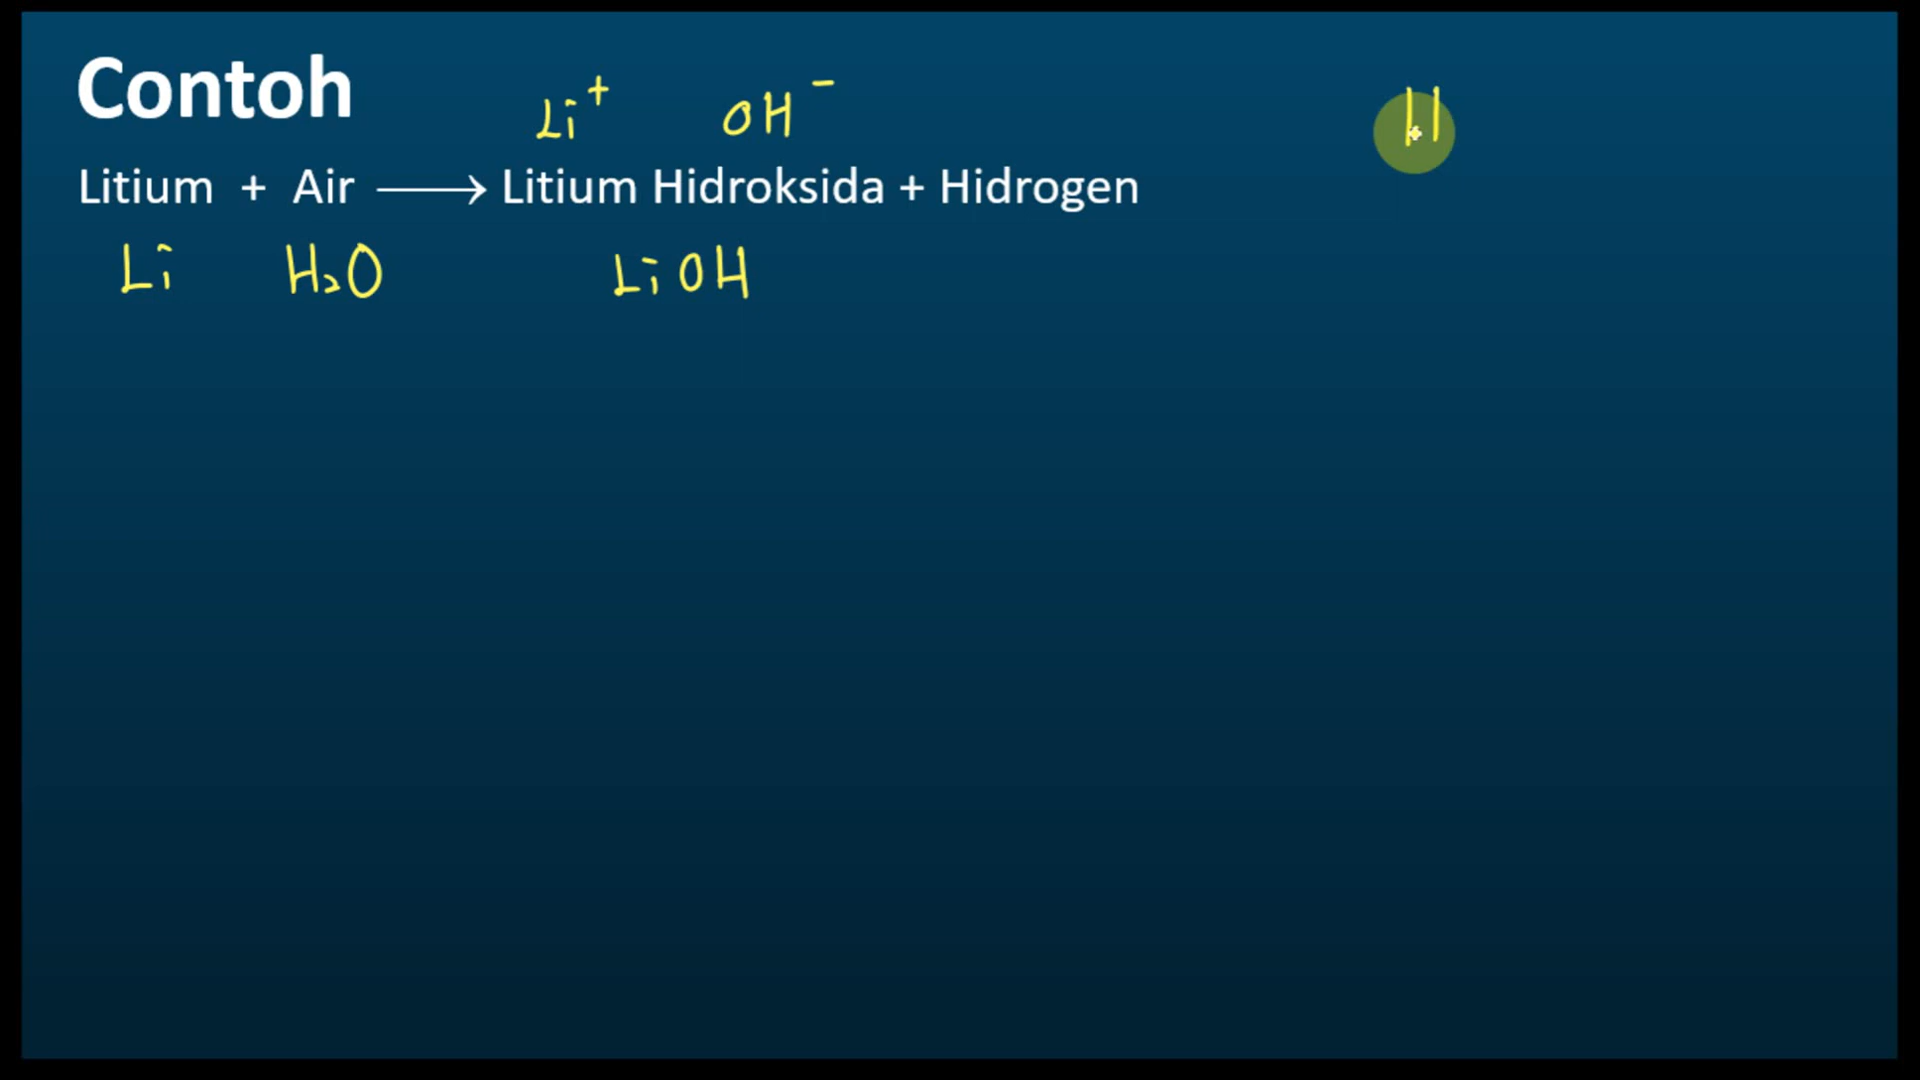 Contoh
Li⁺ OH⁻
Litium + Air ⟶ Litium Hidroksida + Hidrogen
Li H₂O LiOH